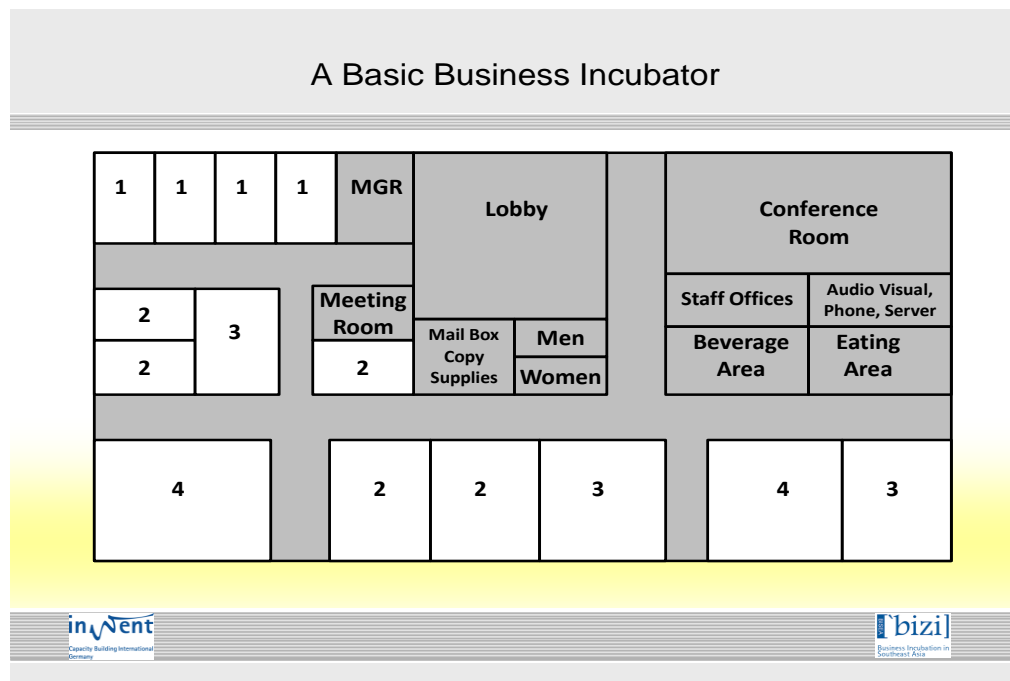 A Basic Business Incubator
1 1 1 1 MGR
Lobby
Conference
Room
2
3
2
Meeting
Room
2
Mail Box
Copy
Supplies
Men
Women
Staff Offices
Audio Visual,
Phone, Server
Beverage
Area
Eating
Area
4 2 2 3 4 3
inwent
Capacity Building International
Germany
[`bizi]
Business Incubation in
Southeast Asia